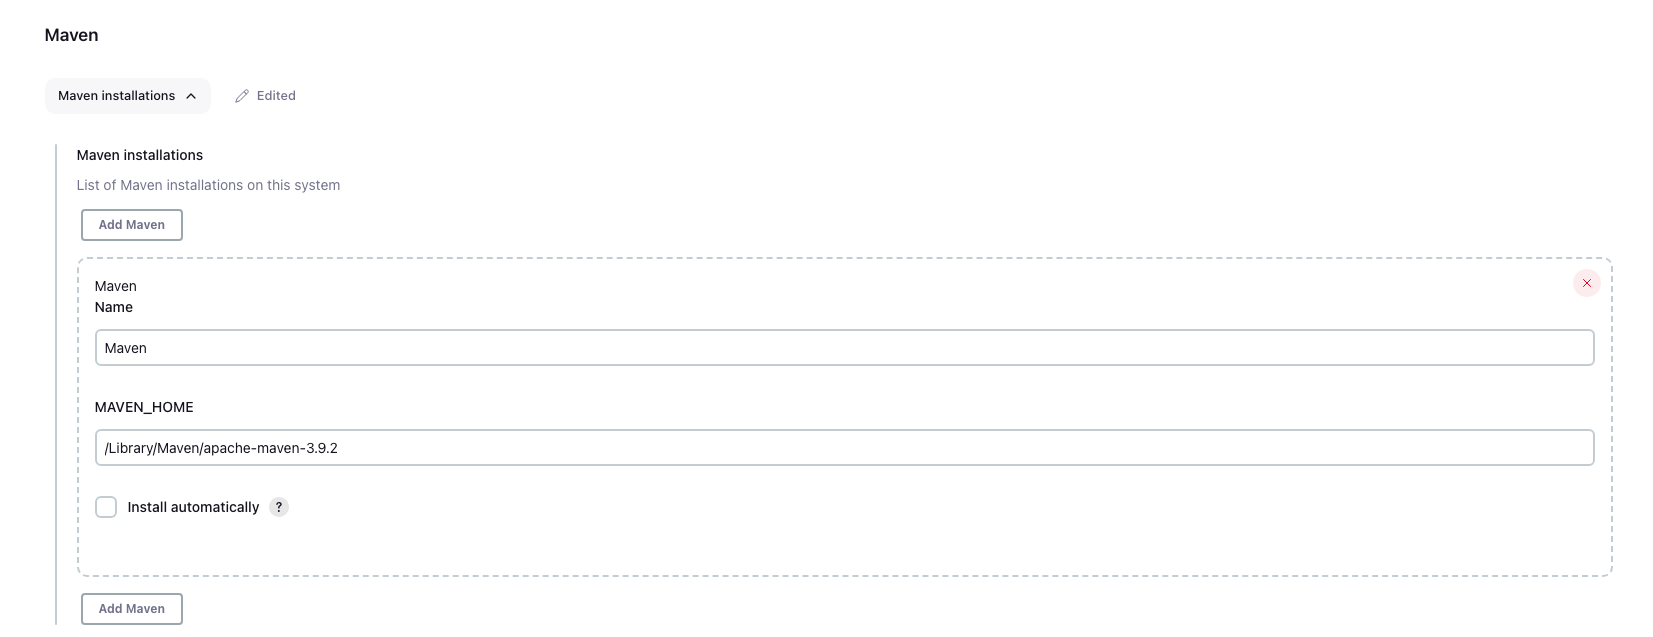 Maven
Maven installations
Edited
Maven installations
List of Maven installations on this system
Add Maven
Maven
Name
Maven
MAVEN_HOME
/Library/Maven/apache-maven-3.9.2
Install automatically ?
Add Maven